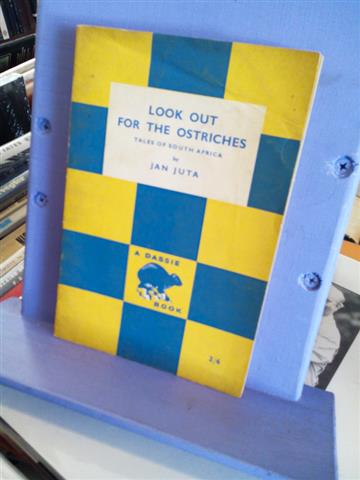 LOOK OUT
FOR THE OSTRICHES
TALES OF SOUTH AFRICA
by
JAN JUTA
A DASSIE
BOOK
2/6